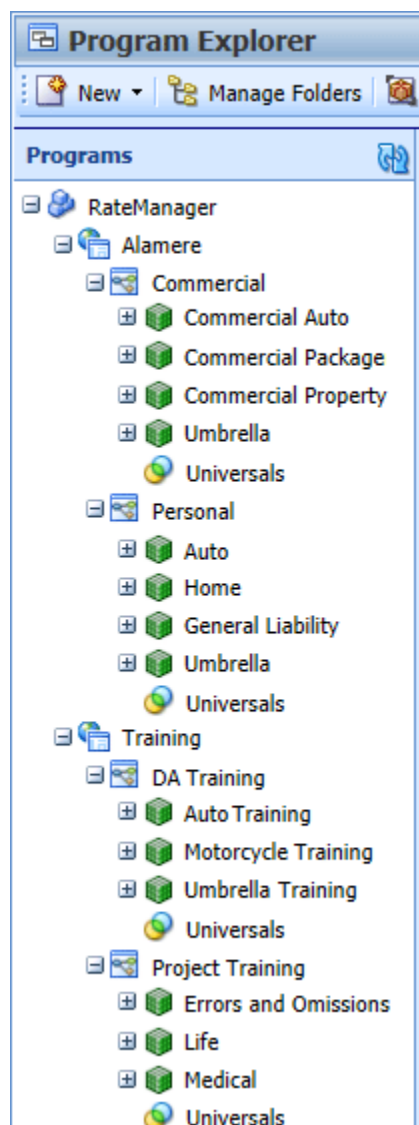 Program Explorer
New Manage Folders
Programs
RateManager
Alamere
Commercial
Commercial Auto
Commercial Package
Commercial Property
Umbrella
Universals
Personal
Auto
Home
General Liability
Umbrella
Universals
Training
DA Training
Auto Training
Motorcycle Training
Umbrella Training
Universals
Project Training
Errors and Omissions
Life
Medical
Universals